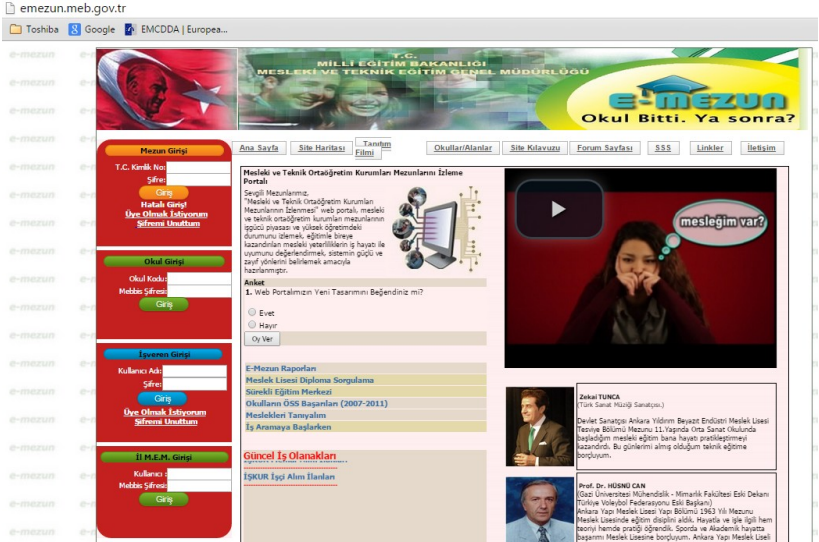 emezun.meb.gov.tr
Toshiba
Google
EMCDDA | Europea...
T.C.
MİLLİ EĞİTİM BAKANLIĞI
MESLEKİ VE TEKNİK EĞİTİM GENEL MÜDÜRLÜĞÜ
e-mezun
Okul Bitti. Ya sonra?
Ana Sayfa
Site Haritası
Tanıtım
Filmi
Okullar/Alanlar
Site Kılavuzu
Forum Sayfası
SSS
Linkler
İletişim
Mezun Girişi
T.C. Kimlik No:
Şifre:
Giriş
Hatalı Giriş!
Üye Olmak İstiyorum
Şifremi Unuttum
Okul Girişi
Okul Kodu:
Mebbis Şifresi:
Giriş
İşveren Girişi
Kullanıcı Adı:
Şifre:
Giriş
Üye Olmak İstiyorum
Şifremi Unuttum
İl M.E.M. Girişi
Kullanıcı :
Mebbis Şifresi:
Giriş
Mesleki ve Teknik Ortaöğretim Kurumları Mezunlarını İzleme
Portalı
Sevgili Mezunlarımız,
"Mesleki ve Teknik Ortaöğretim Kurumları
Mezunlarının İzlenmesi" web portalı, mesleki
ve teknik ortaöğretim kurumları mezunlarının
işgücü piyasası ve yüksek öğretimdeki
durumunu izlemek, eğitimle bireye
kazandırılan mesleki yeterliliklerin iş hayatı ile
uyumunu değerlendirmek, sistemin güçlü ve
zayıf yönlerini belirlemek amacıyla
hazırlanmıştır.
Anket
1. Web Portalımızın Yeni Tasarımını Beğendiniz mi?
Evet
Hayır
Oy Ver
E-Mezun Raporları
Meslek Lisesi Diploma Sorgulama
Sürekli Eğitim Merkezi
Okulların ÖSS Başarıları (2007-2011)
Meslekleri Tanıyalım
İş Aramaya Başlarken
Güncel İş Olanakları
İŞKUR İşçi Alım İlanları
mesleğim var?
Zekai TUNCA
(Türk Sanat Müziği Sanatçısı.)
Devlet Sanatçısı Ankara Yıldırım Beyazıt Endüstri Meslek Lisesi
Tesviye Bölümü Mezunu 11.Yaşında Orta Sanat Okulunda
başladığım mesleki eğitim bana hayatı pratikleştirmeyi
kazandırdı. Bu günlerimi almış olduğum teknik eğitime
borçluyum.
Prof. Dr. HÜSNÜ CAN
(Gazi Üniversitesi Mühendislik - Mimarlık Fakültesi Eski Dekanı
Türkiye Voleybol Federasyonu Eski Başkanı)
Ankara Yapı Meslek Lisesi Yapı Bölümü 1963 Yılı Mezunu
Meslek Lisesinde eğitim disiplini aldık. Hayatla ve işle ilgili hem
teoriyi hemde pratiği öğrendik. Sporda ve Akademik hayatta
başarımı Meslek Lisesine borçluyum. Ankara Yapı Meslek Liseli